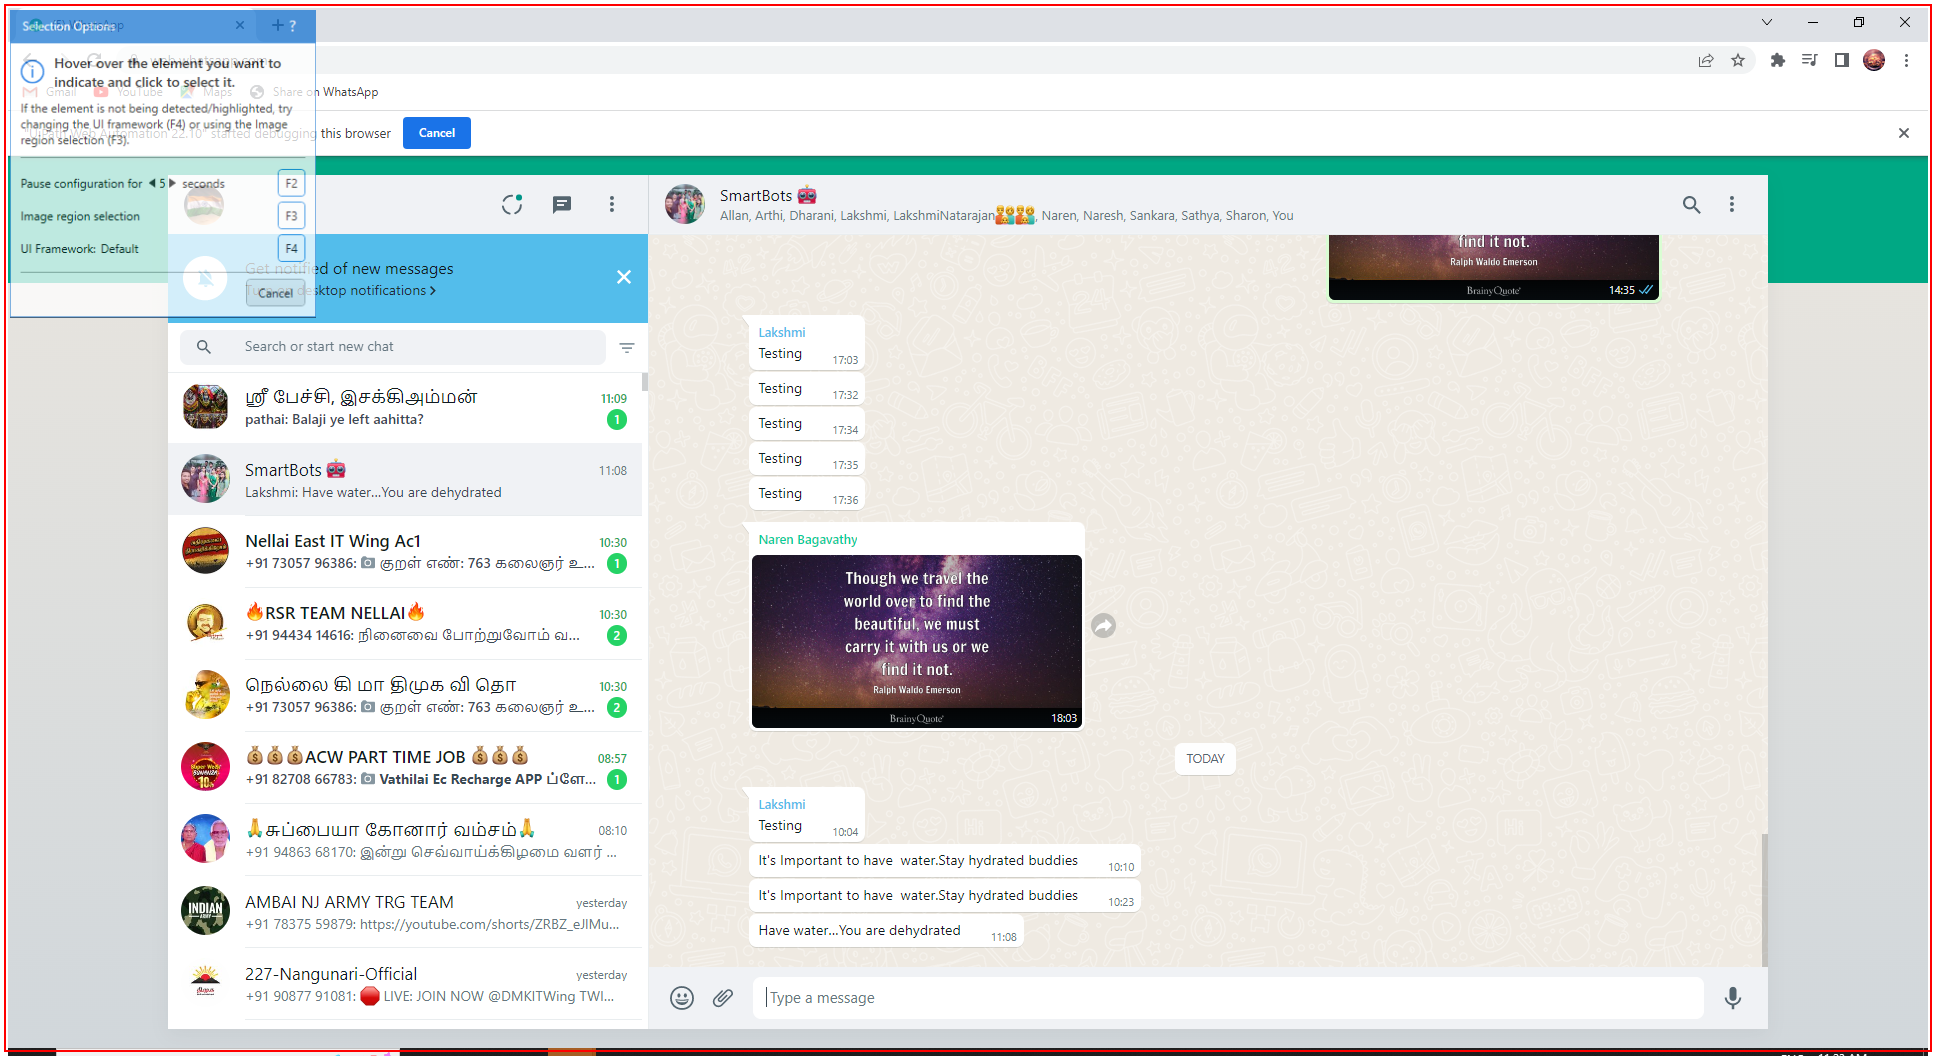 Selection Options
?
Hover over the element you want to
indicate and click to select it.
Gmail
YouTube
Maps
Share on WhatsApp
If the element is not being detected/highlighted, try
changing the UI framework (F4) or using the Image
region selection (F3).
"UiPath Web Automation 22.10" started debugging this browser
Cancel
Pause configuration for 5 seconds
F2
Image region selection
F3
UI Framework: Default
F4
Cancel
Get notified of new messages
Turn on desktop notifications >
Search or start new chat
ஸ்ரீ பேச்சி, இசக்கிஅம்மன்
11:09
pathai: Balaji ye left aahitta?
1
SmartBots 🤖
11:08
Lakshmi: Have water...You are dehydrated
Nellai East IT Wing Ac1
10:30
+91 73057 96386: 📷 குறள் எண்: 763 கலைஞர் உ...
1
🔥RSR TEAM NELLAI🔥
10:30
+91 94434 14616: நினைவை போற்றுவோம் வ...
2
நெல்லை கி மா திமுக வி தொ
10:30
+91 73057 96386: 📷 குறள் எண்: 763 கலைஞர் உ...
2
💰💰💰ACW PART TIME JOB 💰💰💰
08:57
+91 82708 66783: 📷 Vathilai Ec Recharge APP ப்ளே...
1
🙏சுப்பையா கோனார் வம்சம்🙏
08:10
+91 94863 68170: இன்று செவ்வாய்க்கிழமை வளர் ...
INDIAN
ARMY
AMBAI NJ ARMY TRG TEAM
yesterday
+91 78375 59879: https://youtube.com/shorts/ZRBZ_eJlMu...
227-Nangunari-Official
yesterday
+91 90877 91081: 🛑 LIVE: JOIN NOW @DMKITWing TWI...
SmartBots 🤖
Allan, Arthi, Dharani, Lakshmi, LakshmiNatarajan, Naren, Naresh, Sankara, Sathya, Sharon, You
find it not.
Ralph Waldo Emerson
BrainyQuote
14:35
Lakshmi
Testing
17:03
Testing
17:32
Testing
17:34
Testing
17:35
Testing
17:36
Naren Bagavathy
Though we travel the
world over to find the
beautiful, we must
carry it with us or we
find it not.
Ralph Waldo Emerson
BrainyQuote
18:03
TODAY
Lakshmi
Testing
10:04
It's Important to have  water.Stay hydrated buddies
10:10
It's Important to have  water.Stay hydrated buddies
10:23
Have water...You are dehydrated
11:08
Type a message